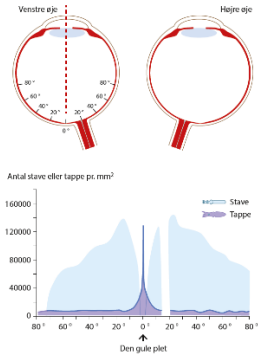 Venstre øje
Højre øje
80° 80°
60° 60°
40° 40°
20° 20°
0°
Antal stave eller tappe pr. mm²
160000
120000
80000
40000
0
Stave
Tappe
80° 60° 40° 20° 0° 20° 40° 60° 80°
Den gule plet